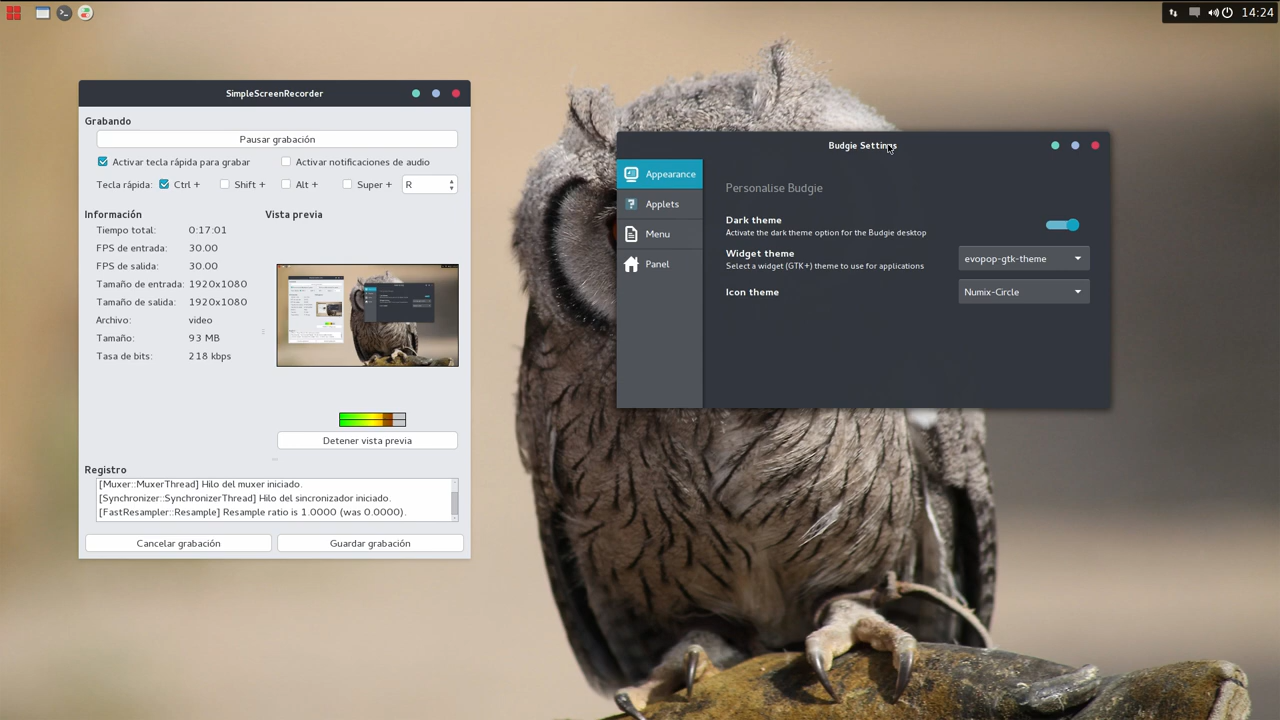 14:24
SimpleScreenRecorder
Grabando
Pausar grabación
Activar tecla rápida para grabar
Activar notificaciones de audio
Tecla rápida:
Ctrl +
Shift +
Alt +
Super +
R
Información
Vista previa
Tiempo total: 0:17:01
FPS de entrada: 30.00
FPS de salida: 30.00
Tamaño de entrada: 1920x1080
Tamaño de salida: 1920x1080
Archivo: video
Tamaño: 93 MB
Tasa de bits: 218 kbps
Detener vista previa
Registro
[Muxer::MuxerThread] Hilo del muxer iniciado.
[Synchronizer::SynchronizerThread] Hilo del sincronizador iniciado.
[FastResampler::Resample] Resample ratio is 1.0000 (was 0.0000).
Cancelar grabación
Guardar grabación
Budgie Settings
Appearance
Applets
Menu
Panel
Personalise Budgie
Dark theme
Activate the dark theme option for the Budgie desktop
Widget theme
Select a widget (GTK+) theme to use for applications
evopop-gtk-theme
Icon theme
Numix-Circle